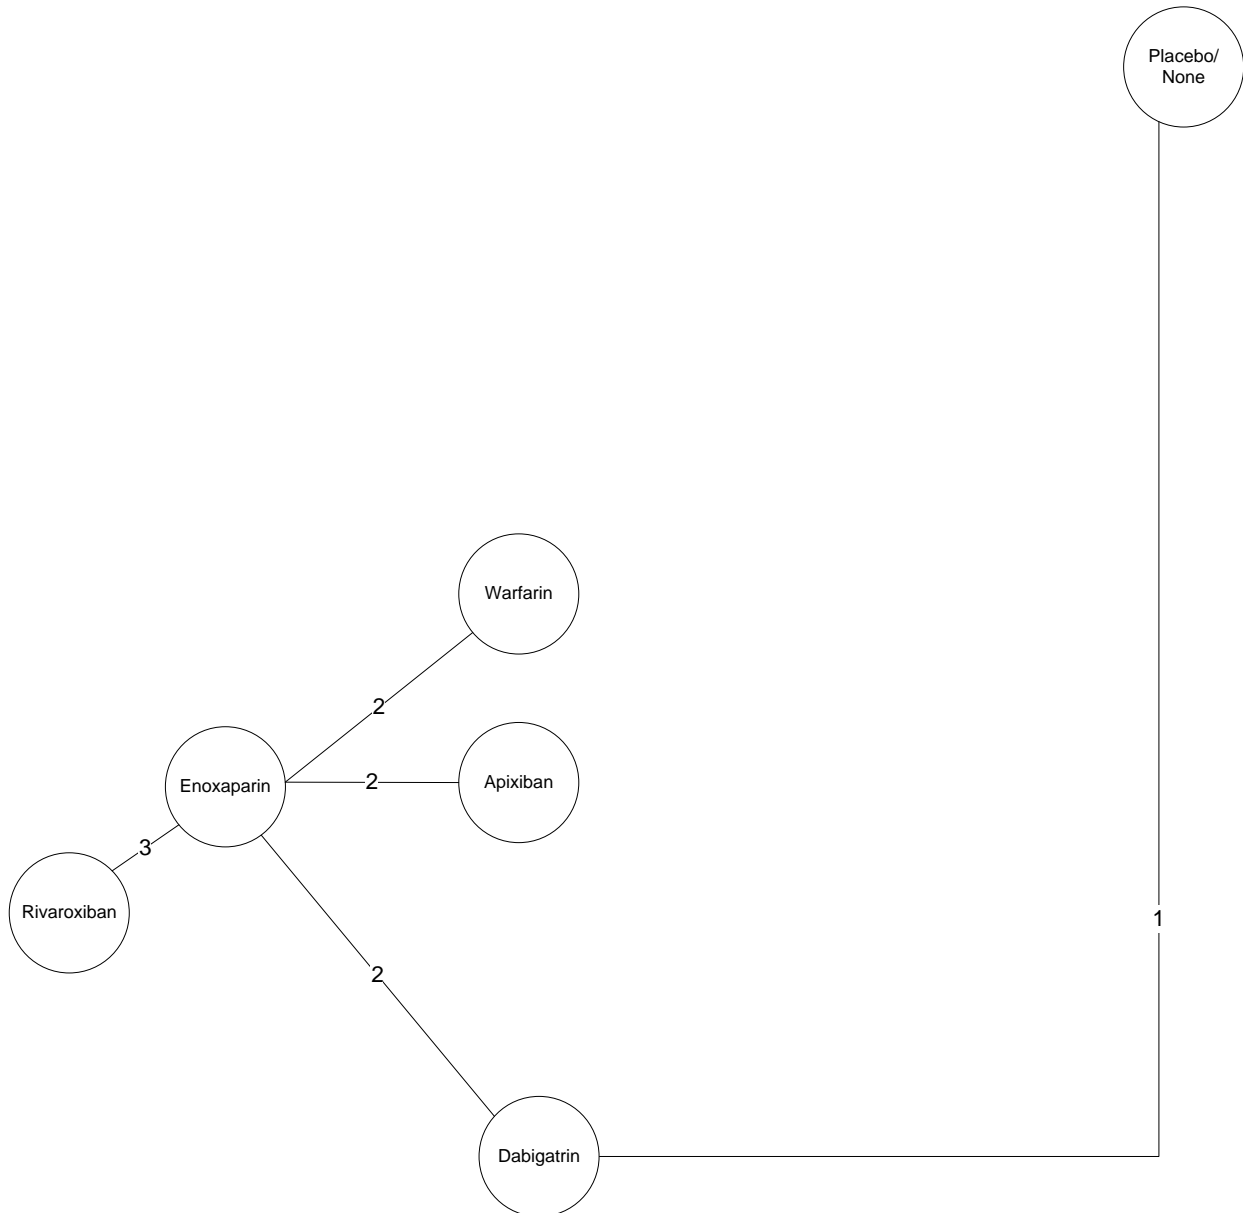 Placebo/
None
Warfarin
2
Enoxaparin
2
Apixiban
3
Rivaroxiban
1
2
Dabigatrin